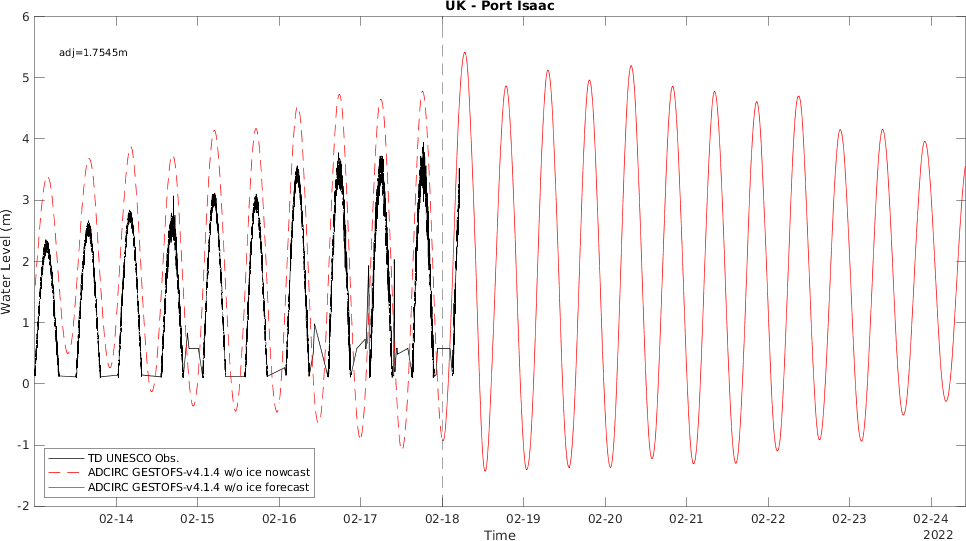 UK - Port Isaac
adj=1.7545m
Water Level (m)
6
5
4
3
2
1
0
-1
-2
TD UNESCO Obs.
ADCIRC GESTOFS-v4.1.4 w/o ice nowcast
ADCIRC GESTOFS-v4.1.4 w/o ice forecast
02-14 02-15 02-16 02-17 02-18 02-19 02-20 02-21 02-22 02-23 02-24
Time
2022